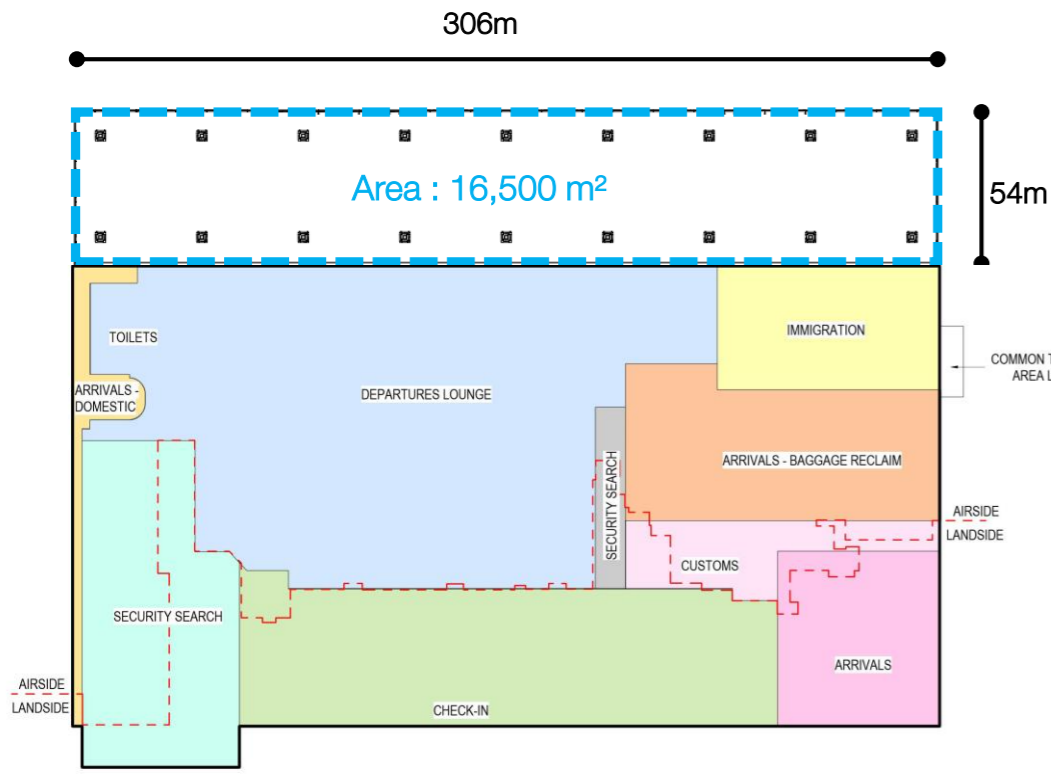 306m
Area : 16,500 m²
54m
TOILETS
IMMIGRATION
COMMON T
AREA L
ARRIVALS -
DOMESTIC
DEPARTURES LOUNGE
ARRIVALS - BAGGAGE RECLAIM
SECURITY SEARCH
AIRSIDE
LANDSIDE
CUSTOMS
SECURITY SEARCH
ARRIVALS
AIRSIDE
LANDSIDE
CHECK-IN